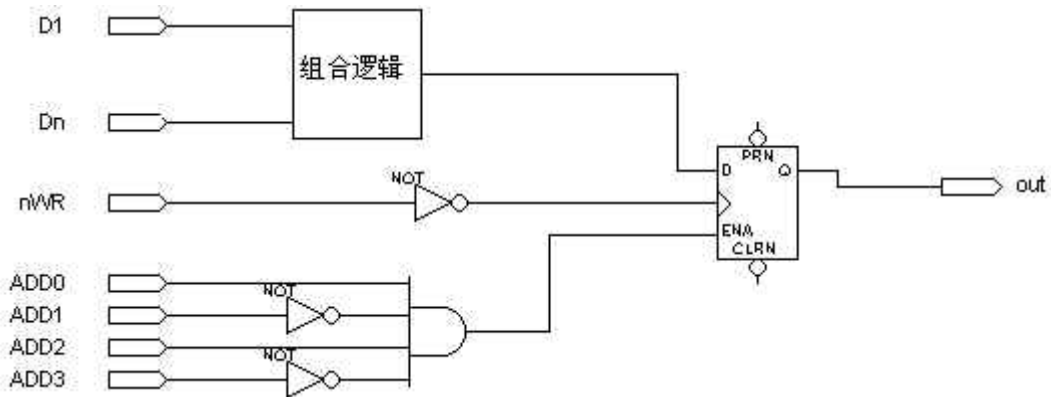 D1
组合逻辑
Dn
PRN
D
Q
NOT
nWR
out
ENA
CLRN
ADD0
NOT
ADD1
ADD2
NOT
ADD3